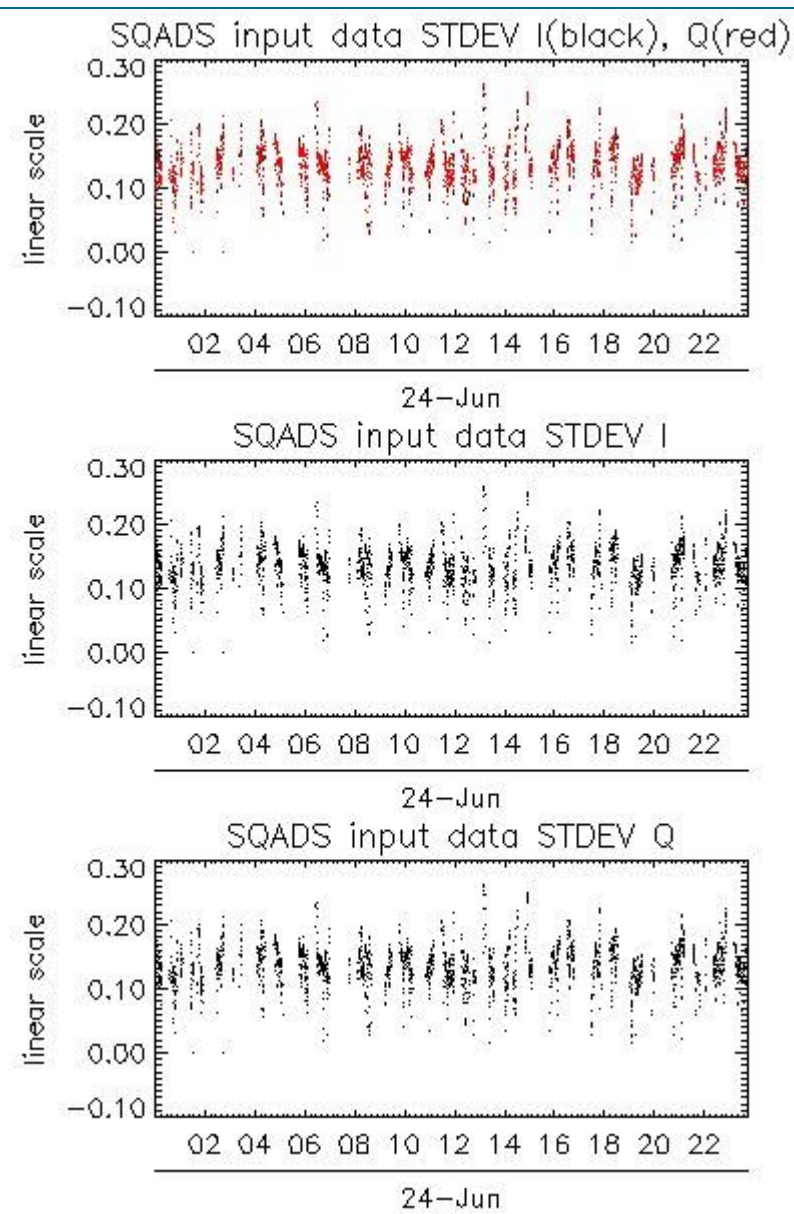 SQADS input data STDEV I(black), Q(red)
0.30
0.20
0.10
0.00
−0.10
linear scale
02 04 06 08 10 12 14 16 18 20 22
24−Jun
SQADS input data STDEV I
0.30
0.20
0.10
0.00
−0.10
linear scale
02 04 06 08 10 12 14 16 18 20 22
24−Jun
SQADS input data STDEV Q
0.30
0.20
0.10
0.00
−0.10
linear scale
02 04 06 08 10 12 14 16 18 20 22
24−Jun